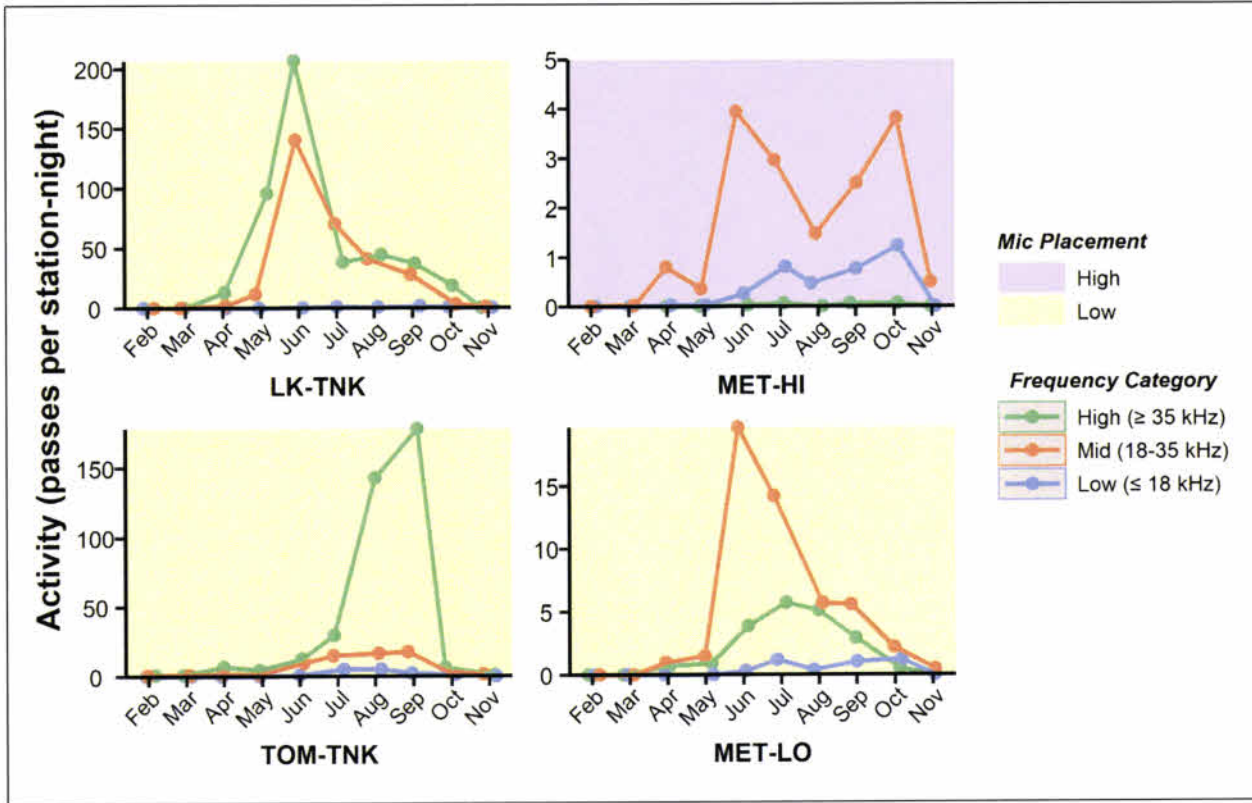 Activity (passes per station-night)
200
150
100
50
0
Feb Mar Apr May Jun Jul Aug Sep Oct Nov
LK-TNK
5
4
3
2
1
0
Feb Mar Apr May Jun Jul Aug Sep Oct Nov
MET-HI
150
100
50
0
Feb Mar Apr May Jun Jul Aug Sep Oct Nov
TOM-TNK
15
10
5
0
Feb Mar Apr May Jun Jul Aug Sep Oct Nov
MET-LO
Mic Placement
High
Low
Frequency Category
High (≥ 35 kHz)
Mid (18-35 kHz)
Low (≤ 18 kHz)